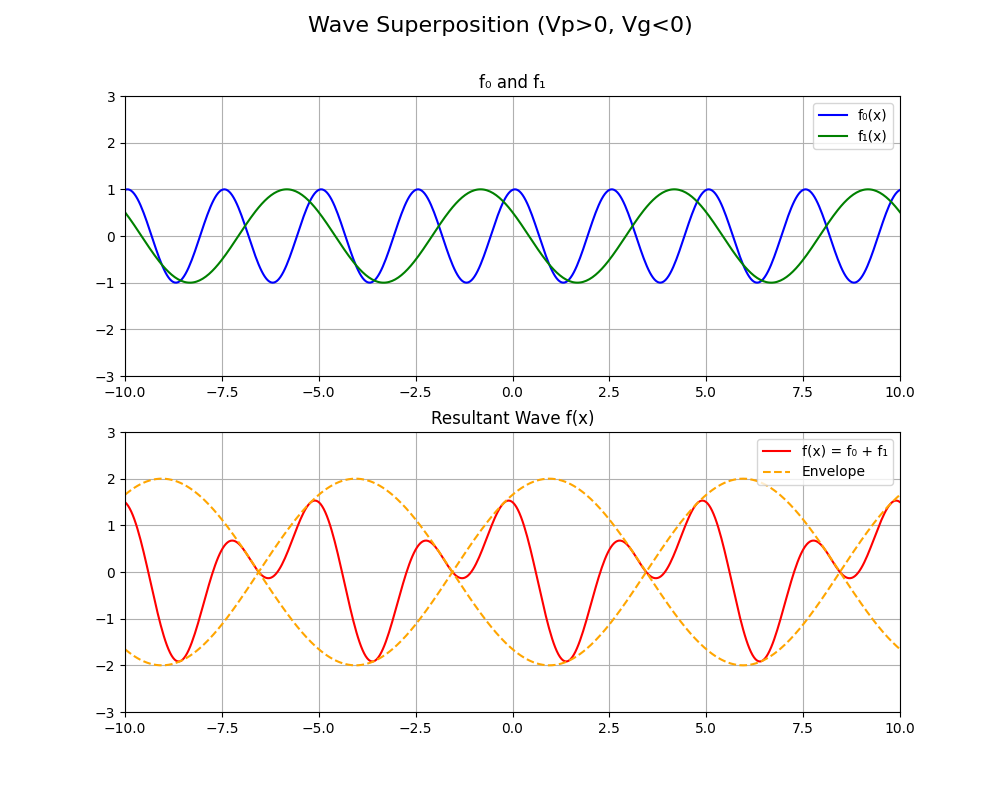 Wave Superposition (Vp>0, Vg<0)
f₀ and f₁
3
2
1
0
−1
−2
−3
f₀(x)
f₁(x)
−10.0 −7.5 −5.0 −2.5 0.0 2.5 5.0 7.5 10.0
Resultant Wave f(x)
3
2
1
0
−1
−2
−3
f(x) = f₀ + f₁
Envelope
−10.0 −7.5 −5.0 −2.5 0.0 2.5 5.0 7.5 10.0